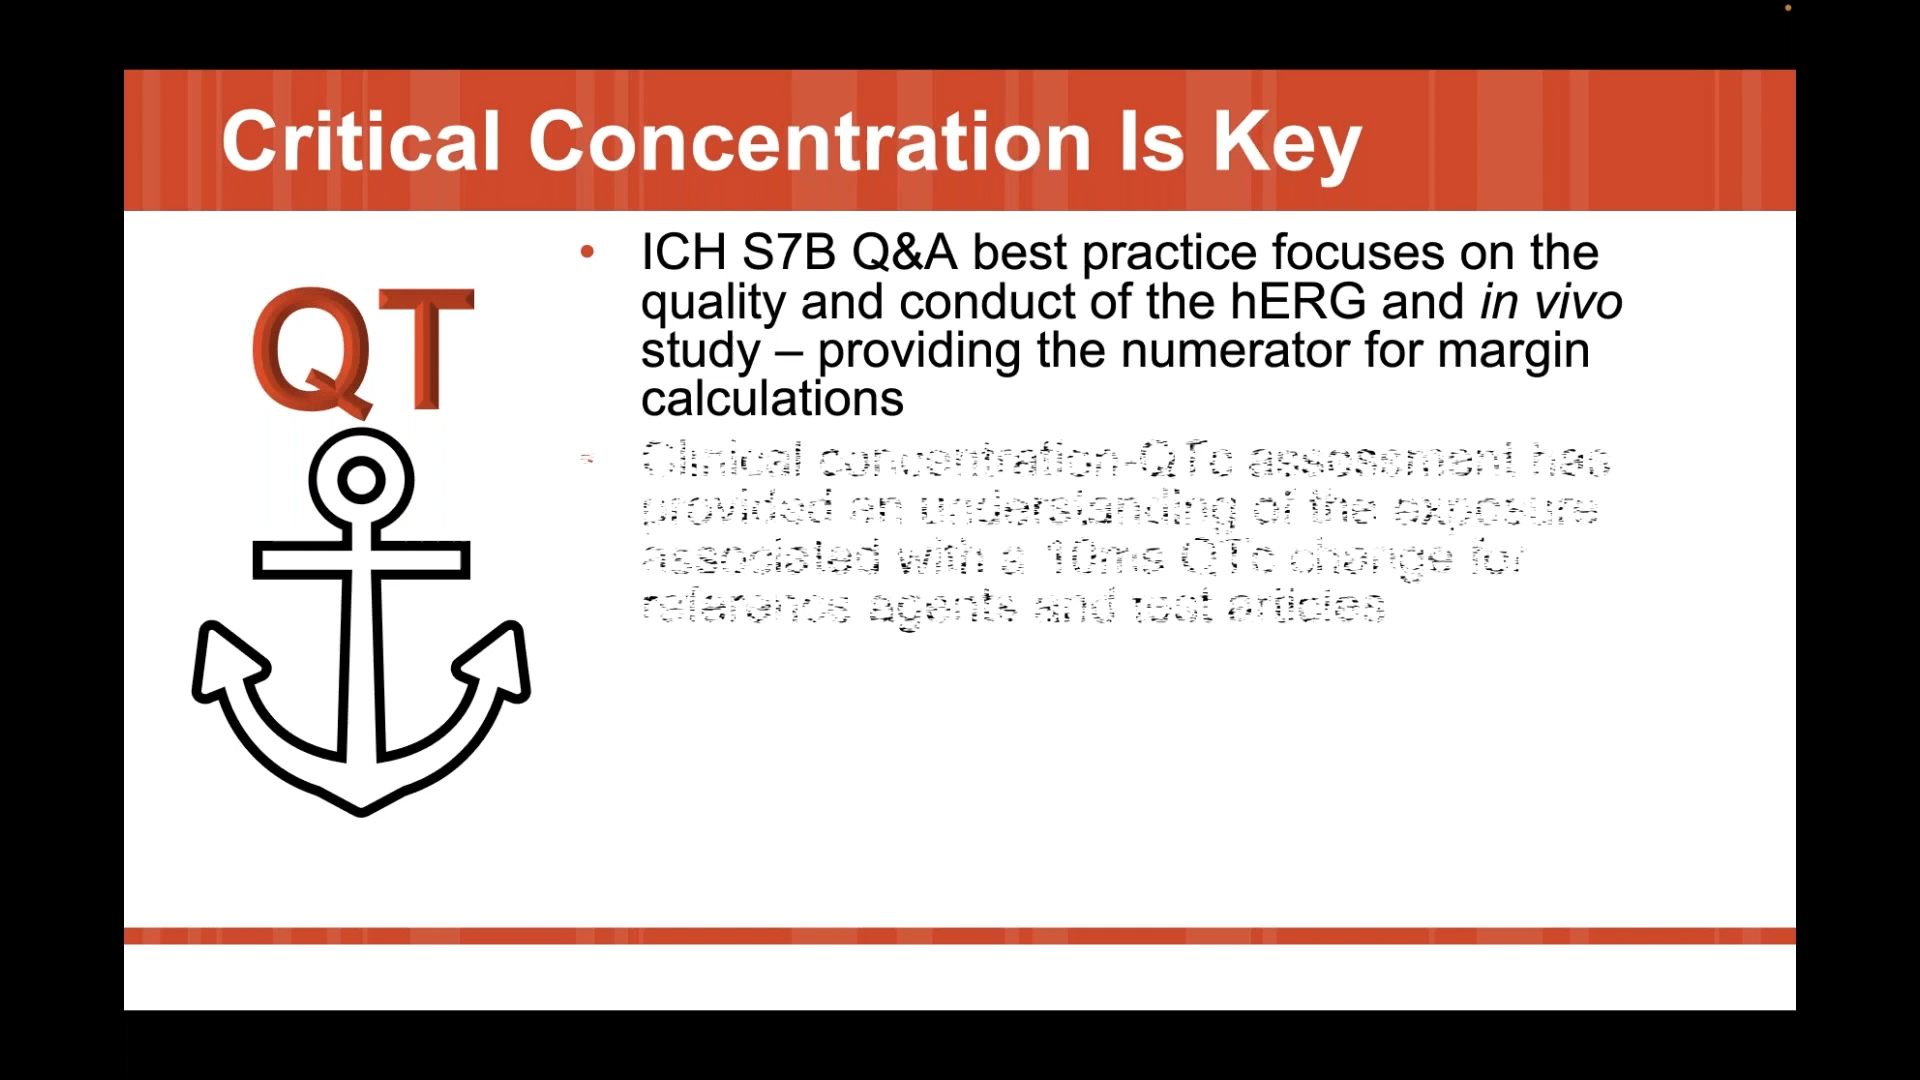 Critical Concentration Is Key
QT
• ICH S7B Q&A best practice focuses on the
quality and conduct of the hERG and in vivo
study – providing the numerator for margin
calculations
Clinical concentration-QTc assessment has
provided an understanding of the exposure
associated with a 10ms QTc change for
reference agents and test articles